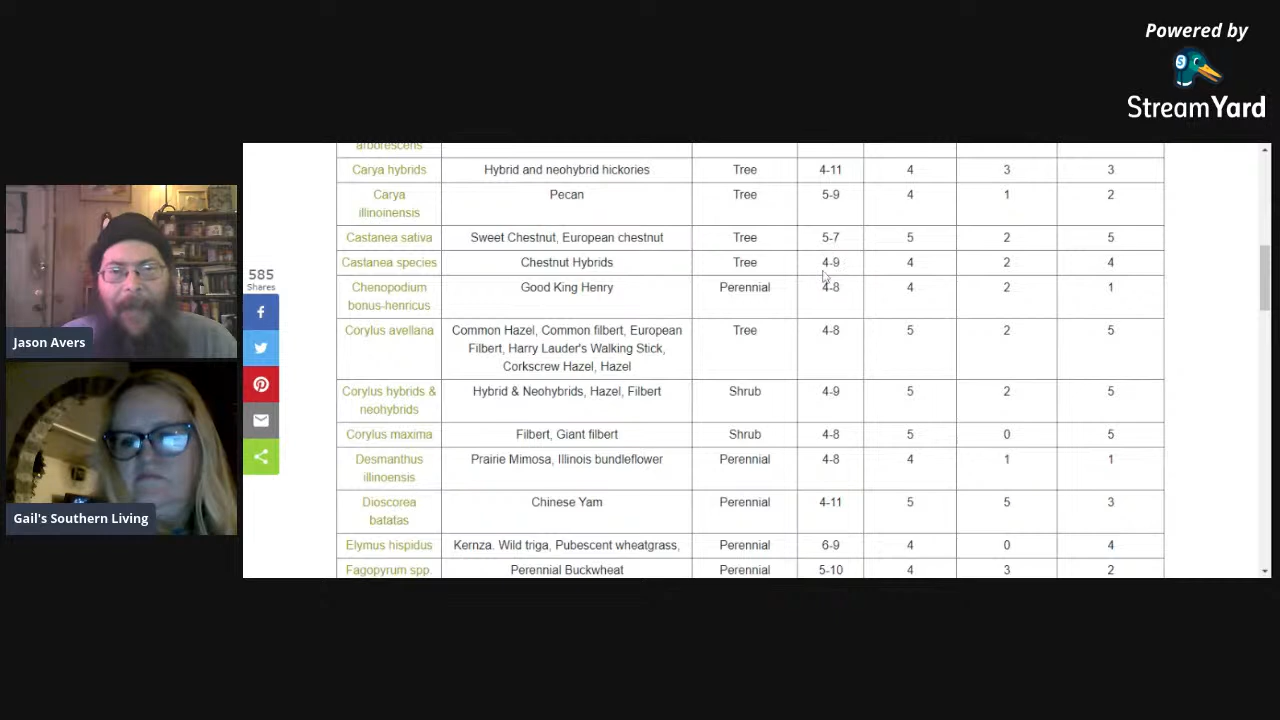 Powered by
StreamYard
Jason Avers
Gail's Southern Living
585
Shares
arborescens
Carya hybrids Hybrid and neohybrid hickories Tree 4-11 4 3 3
Carya Pecan Tree 5-9 4 1 2
illinoinensis
Castanea sativa Sweet Chestnut, European chestnut Tree 5-7 5 2 5
Castanea species Chestnut Hybrids Tree 4-9 4 2 4
Chenopodium Good King Henry Perennial 4-8 4 2 1
bonus-henricus
Corylus avellana Common Hazel, Common filbert, European Tree 4-8 5 2 5
Filbert, Harry Lauder's Walking Stick,
Corkscrew Hazel, Hazel
Corylus hybrids & Hybrid & Neohybrids, Hazel, Filbert Shrub 4-9 5 2 5
neohybrids
Corylus maxima Filbert, Giant filbert Shrub 4-8 5 0 5
Desmanthus Prairie Mimosa, Illinois bundleflower Perennial 4-8 4 1 1
illinoensis
Dioscorea Chinese Yam Perennial 4-11 5 5 3
batatas
Elymus hispidus Kernza. Wild triga, Pubescent wheatgrass, Perennial 6-9 4 0 4
Fagopyrum spp. Perennial Buckwheat Perennial 5-10 4 3 2